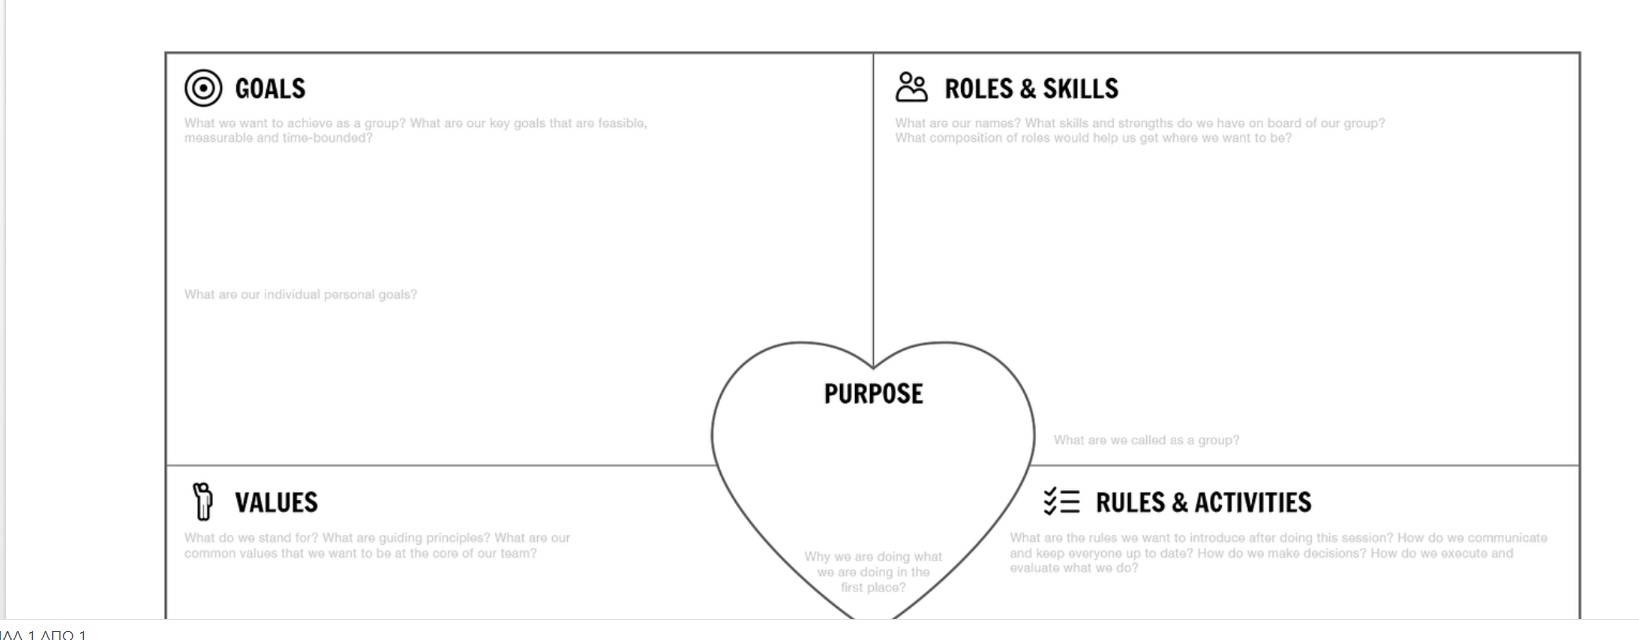 GOALS
What we want to achieve as a group? What are our key goals that are feasible,
measurable and time-bounded?
What are our individual personal goals?
ROLES & SKILLS
What are our names? What skills and strengths do we have on board of our group?
What composition of roles would help us get where we want to be?
What are we called as a group?
PURPOSE
Why we are doing what
we are doing in the
first place?
VALUES
What do we stand for? What are guiding principles? What are our
common values that we want to be at the core of our team?
RULES & ACTIVITIES
What are the rules we want to introduce after doing this session? How do we communicate
and keep everyone up to date? How do we make decisions? How do we execute and
evaluate what we do?
1 ΑΠΟ 1